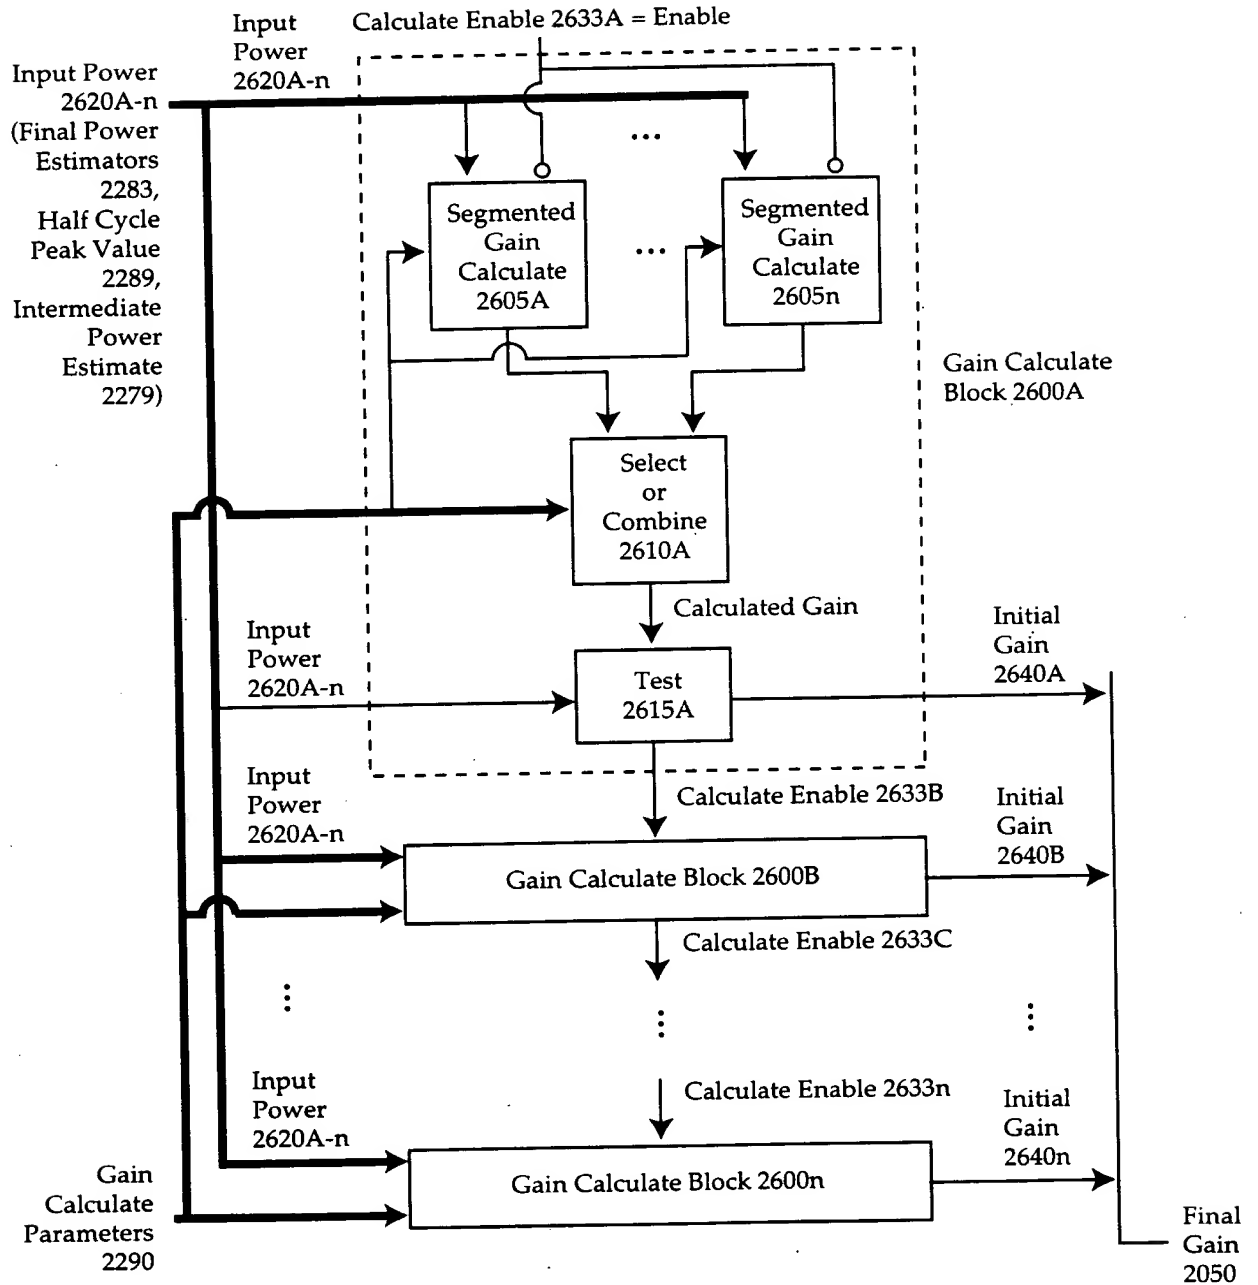 Input
Power
2620A-n
Calculate Enable 2633A = Enable
Input Power
2620A-n
(Final Power
Estimators
2283,
Half Cycle
Peak Value
2289,
Intermediate
Power
Estimate
2279)
...
Segmented
Gain
Calculate
2605A
...
Segmented
Gain
Calculate
2605n
Gain Calculate
Block 2600A
Select
or
Combine
2610A
Calculated Gain
Input
Power
2620A-n
Test
2615A
Initial
Gain
2640A
Input
Power
2620A-n
Calculate Enable 2633B
Initial
Gain
2640B
Gain Calculate Block 2600B
Calculate Enable 2633C
Calculate Enable 2633n
Input
Power
2620A-n
Initial
Gain
2640n
Gain Calculate Block 2600n
Gain
Calculate
Parameters
2290
Final
Gain
2050